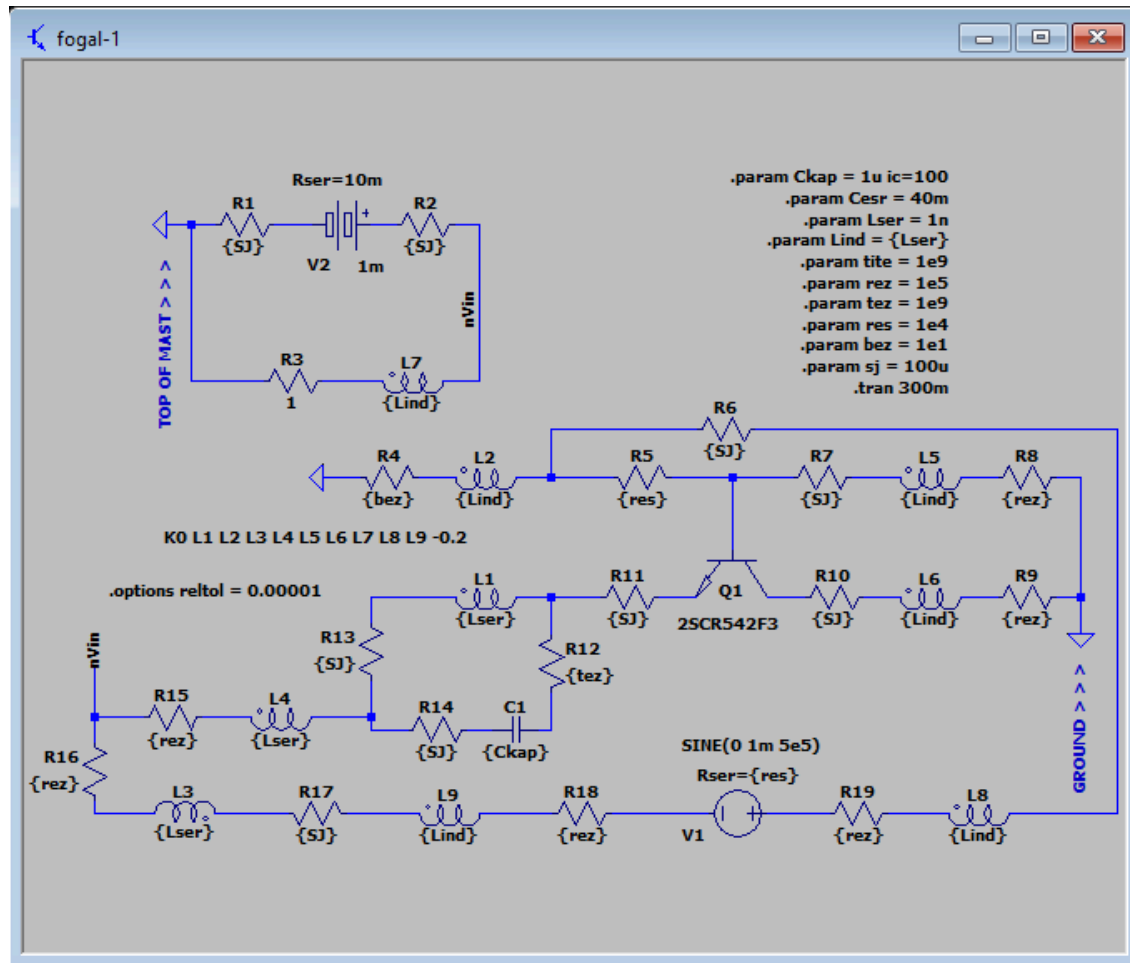 fogal-1
Rser=10m
R1
R2
{SJ}
+
{SJ}
V2
1m
TOP OF MAST > > >
nVin
R3
1
L7
{Lind}
.param Ckap = 1u ic=100
.param Cesr = 40m
.param Lser = 1n
.param Lind = {Lser}
.param tite = 1e9
.param rez = 1e5
.param tez = 1e9
.param res = 1e4
.param bez = 1e1
.param sj = 100u
.tran 300m
R6
{SJ}
R4
{bez}
L2
{Lind}
R5
{res}
R7
{SJ}
L5
{Lind}
R8
{rez}
K0 L1 L2 L3 L4 L5 L6 L7 L8 L9 -0.2
.options reltol = 0.00001
L1
{Lser}
R11
{SJ}
Q1
2SCR542F3
R10
{SJ}
L6
{Lind}
R9
{rez}
R13
{SJ}
R12
{tez}
nVin
R15
{rez}
L4
{Lser}
R14
{SJ}
C1
{Ckap}
GROUND > > >
R16
{rez}
L3
{Lser}
R17
{SJ}
L9
{Lind}
R18
{rez}
SINE(0 1m 5e5)
Rser={res}
V1
R19
{rez}
L8
{Lind}